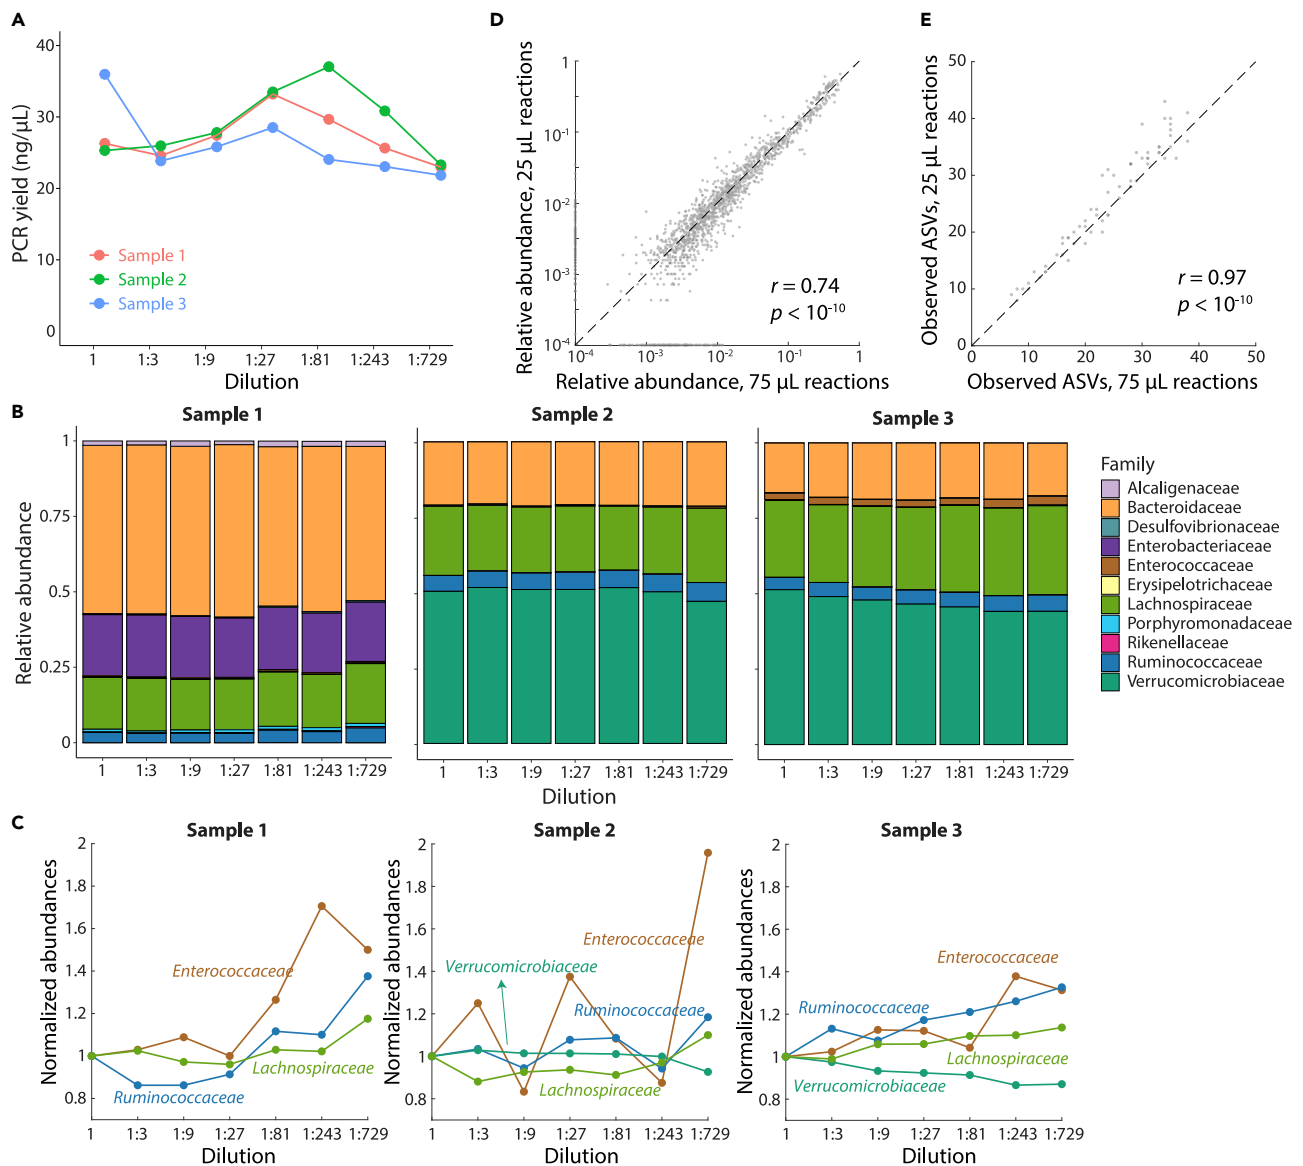 A
PCR yield (ng/µL)
40
30
20
10
0
Sample 1
Sample 2
Sample 3
1 1:3 1:9 1:27 1:81 1:243 1:729
Dilution
D
Relative abundance, 25 µL reactions
1
10-1
10-2
10-3
10-4
r = 0.74
p < 10-10
10-4 10-3 10-2 10-1 1
Relative abundance, 75 µL reactions
E
Observed ASVs, 25 µL reactions
50
40
30
20
10
0
r = 0.97
p < 10-10
0 10 20 30 40 50
Observed ASVs, 75 µL reactions
B
Sample 1
Sample 2
Sample 3
Relative abundance
1
0.75
0.5
0.25
0
1 1:3 1:9 1:27 1:81 1:243 1:729
1 1:3 1:9 1:27 1:81 1:243 1:729
1 1:3 1:9 1:27 1:81 1:243 1:729
Dilution
Family
Alcaligenaceae
Bacteroidaceae
Desulfovibrionaceae
Enterobacteriaceae
Enterococcaceae
Erysipelotrichaceae
Lachnospiraceae
Porphyromonadaceae
Rikenellaceae
Ruminococcaceae
Verrucomicrobiaceae
C
Sample 1
Normalized abundances
2
1.8
1.6
1.4
1.2
1
0.8
Enterococcaceae
Lachnospiraceae
Ruminococcaceae
1 1:3 1:9 1:27 1:81 1:243 1:729
Dilution
Sample 2
Normalized abundances
2
1.8
1.6
1.4
1.2
1
0.8
Enterococcaceae
Verrucomicrobiaceae
Ruminococcaceae
Lachnospiraceae
1 1:3 1:9 1:27 1:81 1:243 1:729
Dilution
Sample 3
Normalized abundances
2
1.8
1.6
1.4
1.2
1
0.8
Enterococcaceae
Ruminococcaceae
Lachnospiraceae
Verrucomicrobiaceae
1 1:3 1:9 1:27 1:81 1:243 1:729
Dilution